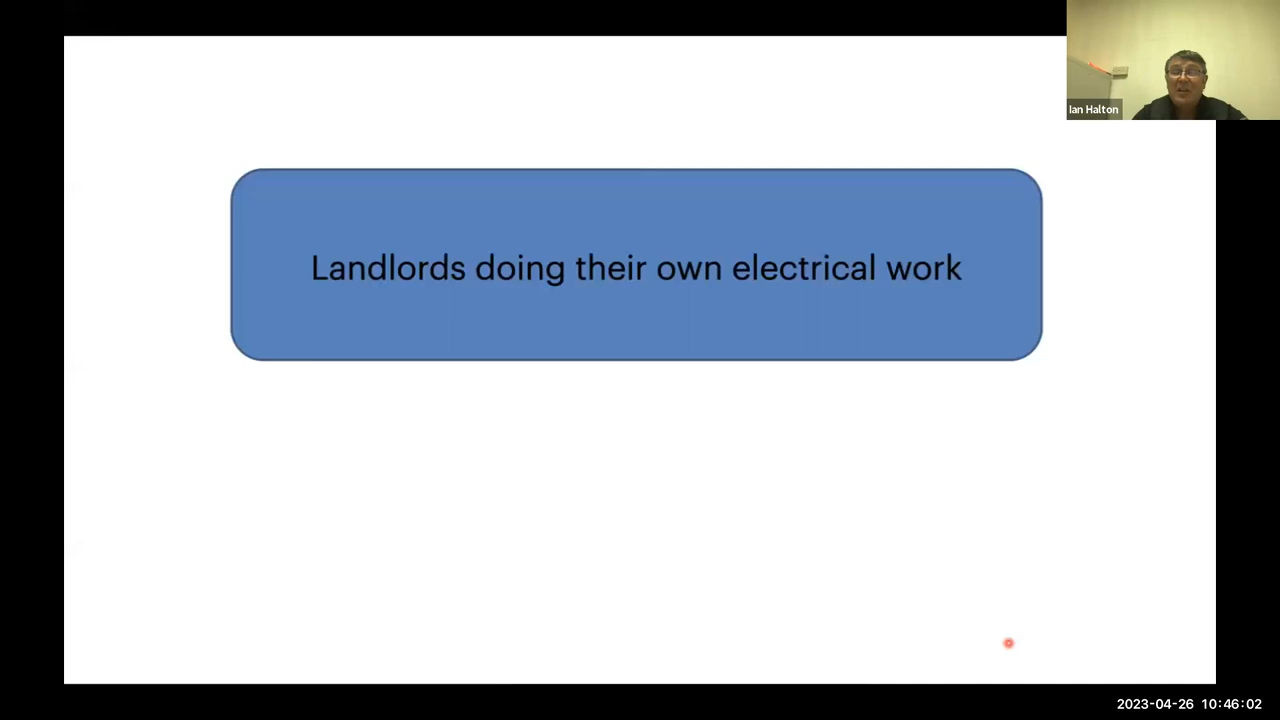 Ian Halton
Landlords doing their own electrical work
2023-04-26 10:46:02